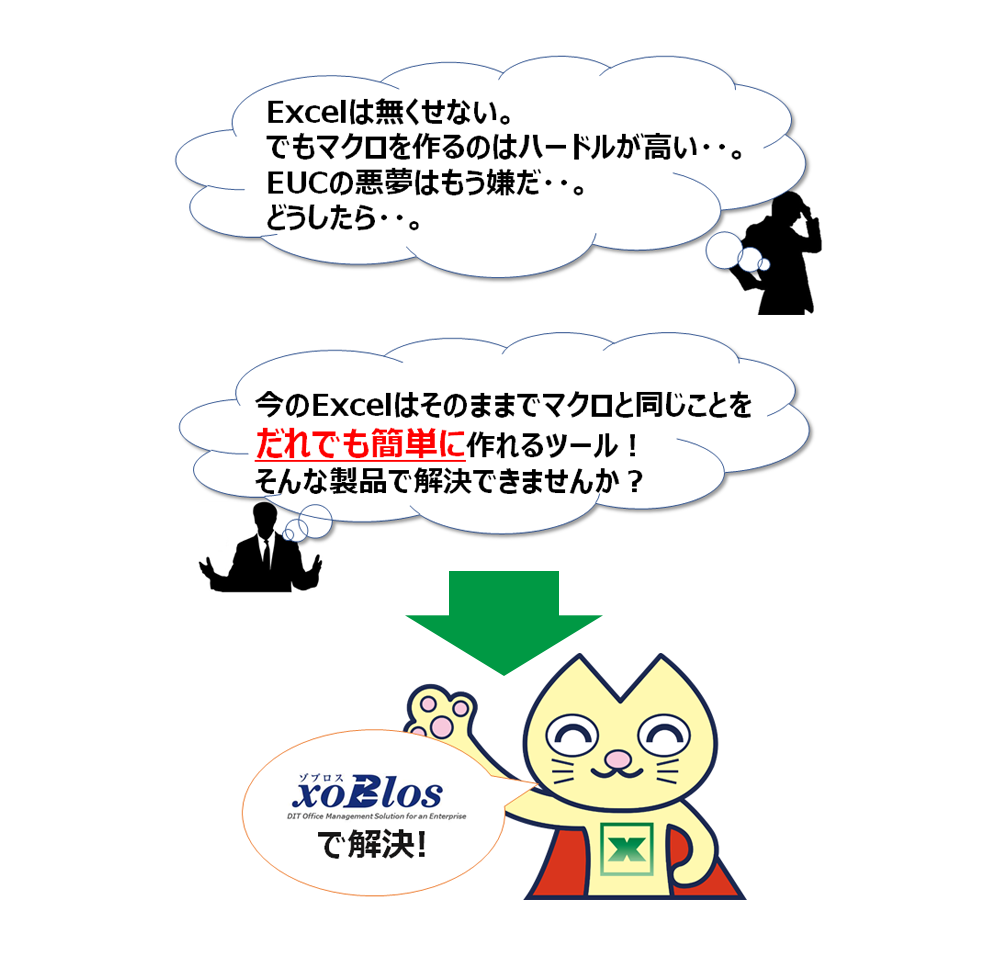 Excelは無くせない。
でもマクロを作るのはハードルが高い・・。
EUCの悪夢はもう嫌だ・・。
どうしたら・・。
今のExcelはそのままでマクロと同じことを
だれでも簡単に作れるツール！
そんな製品で解決できませんか？
ゾブロス
xoBlos
DIT Office Management Solution for an Enterprise
で解決!
X